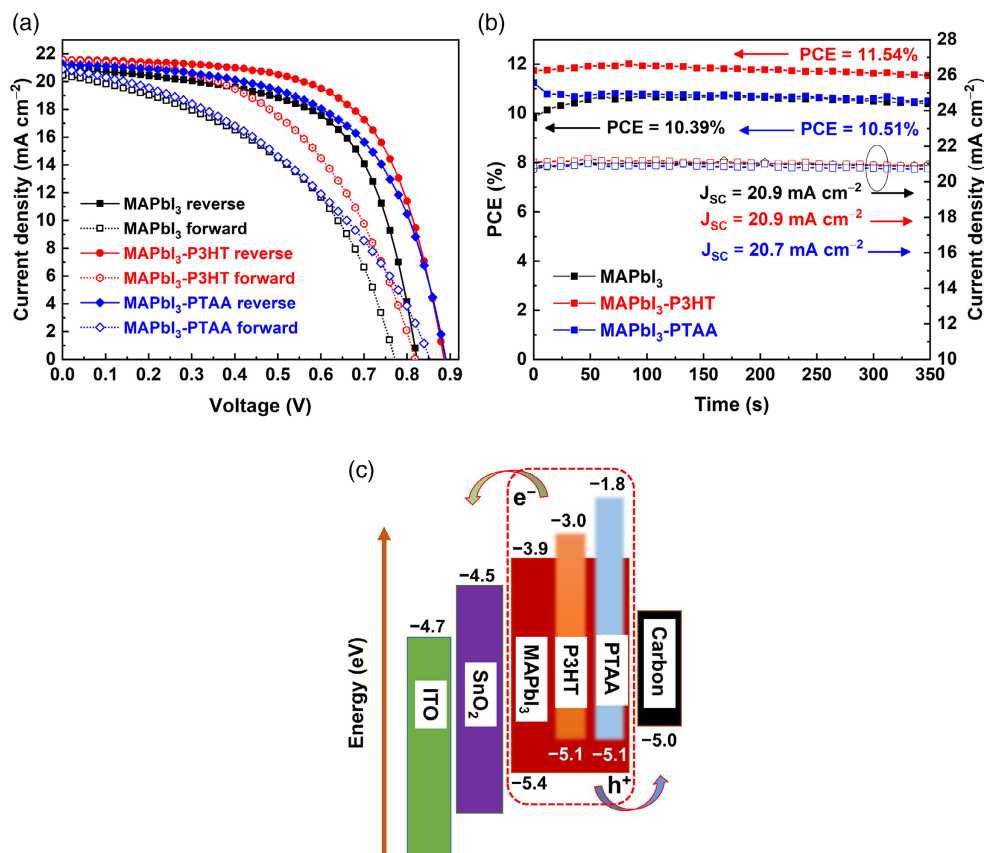 (a)
22
20
18
16
14
12
10
8
6
4
2
0
Current density (mA cm⁻²)
MAPbI₃ reverse
MAPbI₃ forward
MAPbI₃-P3HT reverse
MAPbI₃-P3HT forward
MAPbI₃-PTAA reverse
MAPbI₃-PTAA forward
0.0 0.1 0.2 0.3 0.4 0.5 0.6 0.7 0.8 0.9
Voltage (V)
(b)
12
10
8
6
4
2
0
PCE (%)
PCE = 11.54%
PCE = 10.39%
PCE = 10.51%
J_SC = 20.9 mA cm⁻²
J_SC = 20.9 mA cm⁻²
J_SC = 20.7 mA cm⁻²
MAPbI₃
MAPbI₃-P3HT
MAPbI₃-PTAA
28
26
24
22
20
18
16
14
12
10
Current density (mA cm⁻²)
0 50 100 150 200 250 300 350
Time (s)
(c)
Energy (eV)
e⁻
−1.8
−3.0
−3.9
−4.5
−4.7
ITO
SnO₂
MAPbI₃
P3HT
PTAA
Carbon
−5.0
−5.1
−5.1
−5.4
h⁺